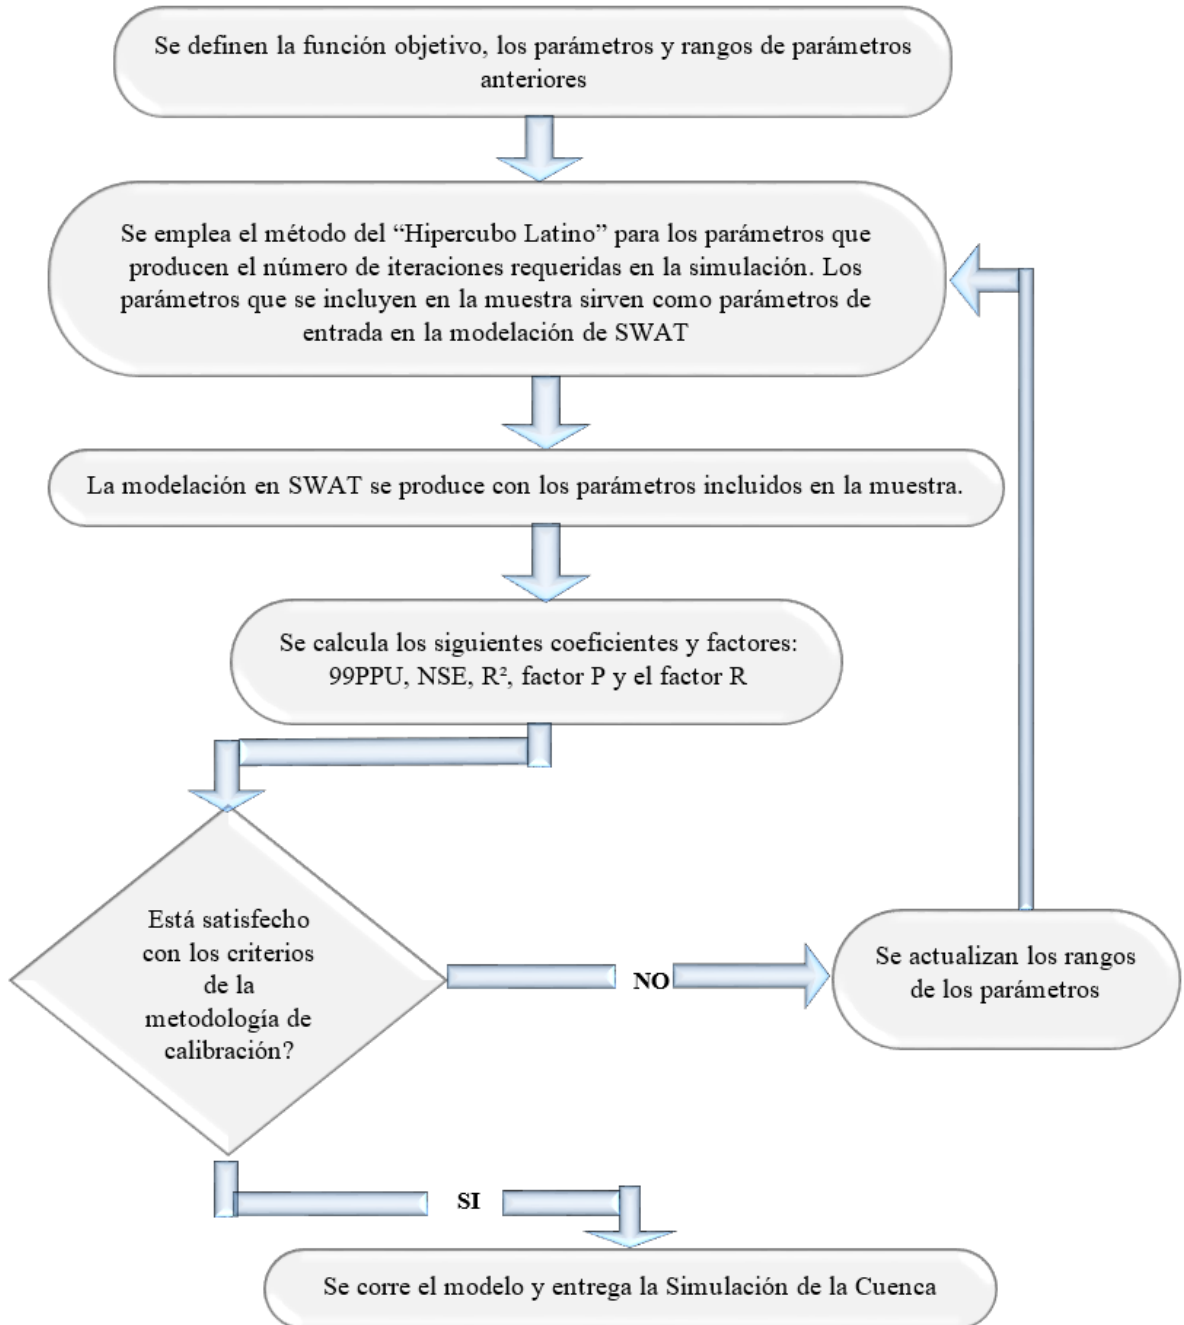 Se definen la función objetivo, los parámetros y rangos de parámetros
anteriores
Se emplea el método del “Hipercubo Latino” para los parámetros que
producen el número de iteraciones requeridas en la simulación. Los
parámetros que se incluyen en la muestra sirven como parámetros de
entrada en la modelación de SWAT
La modelación en SWAT se produce con los parámetros incluidos en la muestra.
Se calcula los siguientes coeficientes y factores:
99PPU, NSE, R², factor P y el factor R
Está satisfecho
con los criterios
de la
metodología de
calibración?
NO
Se actualizan los rangos
de los parámetros
SI
Se corre el modelo y entrega la Simulación de la Cuenca